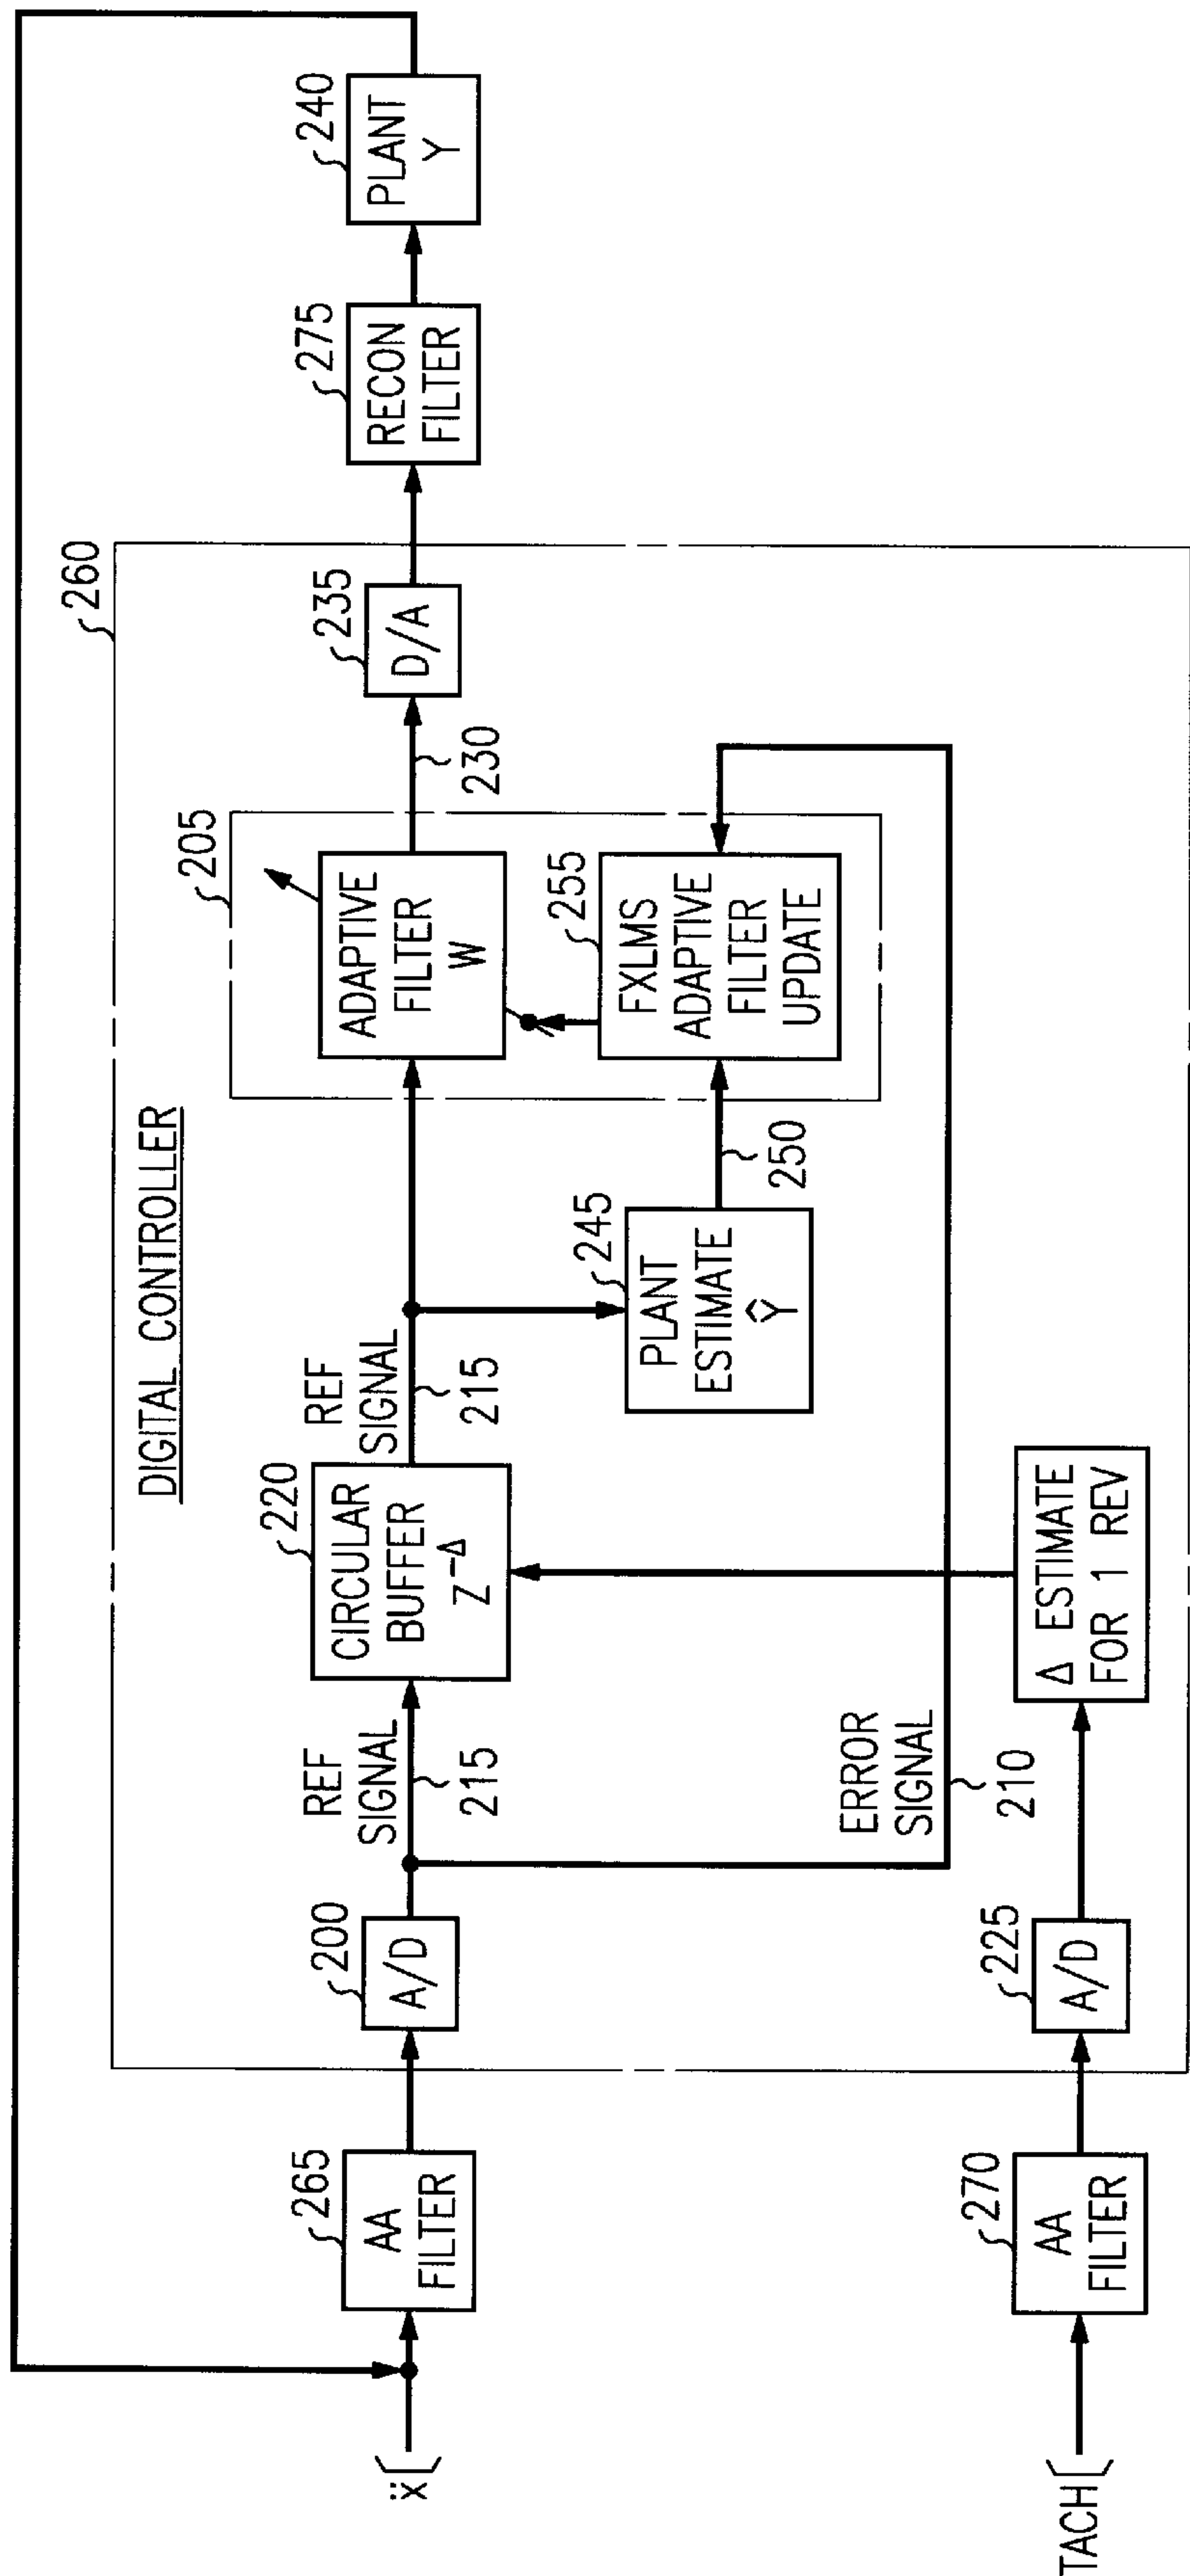 DIGITAL CONTROLLER
260
ẍ
265
AA
FILTER
200
A/D
REF
SIGNAL
215
220
CIRCULAR
BUFFER
Z^-Δ
REF
SIGNAL
215
205
ADAPTIVE
FILTER
W
230
235
D/A
275
RECON
FILTER
240
PLANT
Y
245
PLANT
ESTIMATE
Ŷ
250
255
FXLMS
ADAPTIVE
FILTER
UPDATE
ERROR
SIGNAL
210
TACH
270
AA
FILTER
225
A/D
Δ ESTIMATE
FOR 1 REV